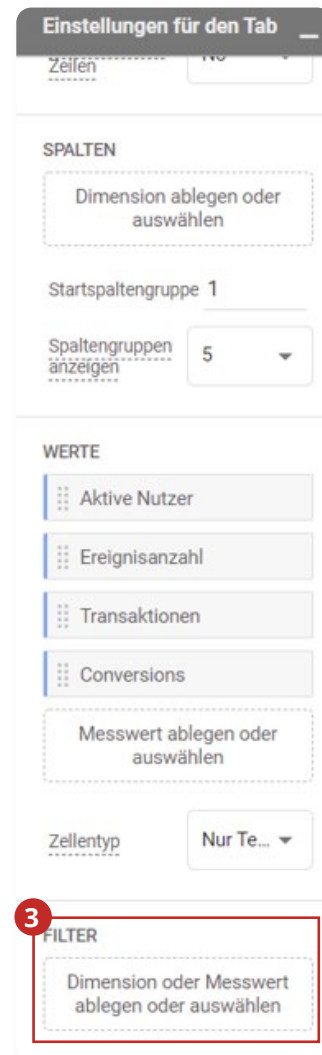 Einstellungen für den Tab
Zeilen
SPALTEN
Dimension ablegen oder
auswählen
Startspaltengruppe 1
Spaltengruppen
anzeigen
5
WERTE
Aktive Nutzer
Ereignisanzahl
Transaktionen
Conversions
Messwert ablegen oder
auswählen
Zellentyp
Nur Te...
3
FILTER
Dimension oder Messwert
ablegen oder auswählen